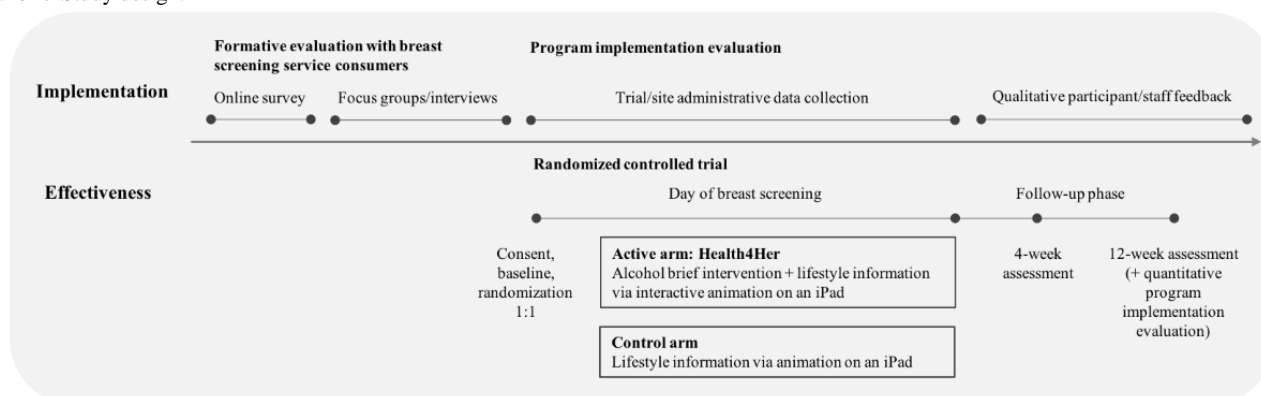 Formative evaluation with breast
screening service consumers
Program implementation evaluation
Implementation
Online survey
Focus groups/interviews
Trial/site administrative data collection
Qualitative participant/staff feedback
Randomized controlled trial
Effectiveness
Day of breast screening
Follow-up phase
Consent,
baseline,
randomization
1:1
Active arm: Health4Her
Alcohol brief intervention + lifestyle information
via interactive animation on an iPad
Control arm
Lifestyle information via animation on an iPad
4-week
assessment
12-week assessment
(+ quantitative
program
implementation
evaluation)